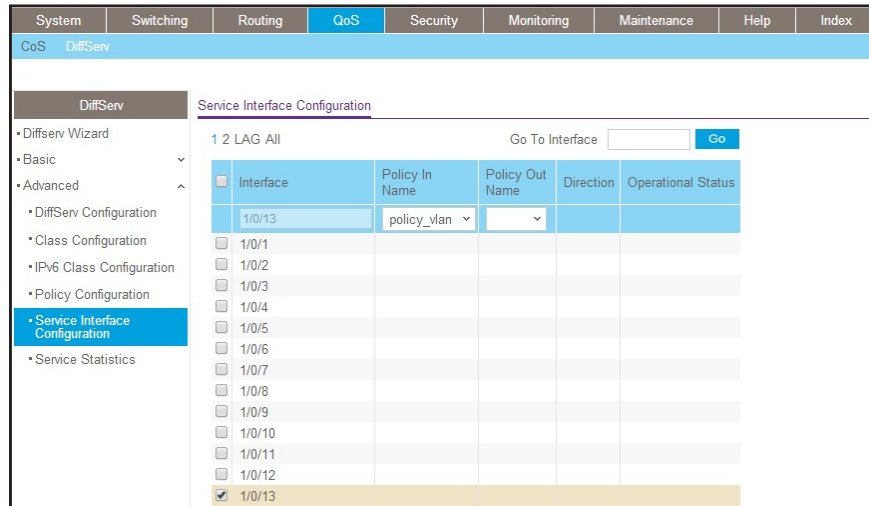 System Switching Routing QoS Security Monitoring Maintenance Help Index
CoS DiffServ
DiffServ
Diffserv Wizard
Basic
Advanced
DiffServ Configuration
Class Configuration
IPv6 Class Configuration
Policy Configuration
Service Interface
Configuration
Service Statistics
Service Interface Configuration
1 2 LAG All Go To Interface Go
Interface Policy In Name Policy Out Name Direction Operational Status
1/0/13 policy_vlan
1/0/1
1/0/2
1/0/3
1/0/4
1/0/5
1/0/6
1/0/7
1/0/8
1/0/9
1/0/10
1/0/11
1/0/12
1/0/13